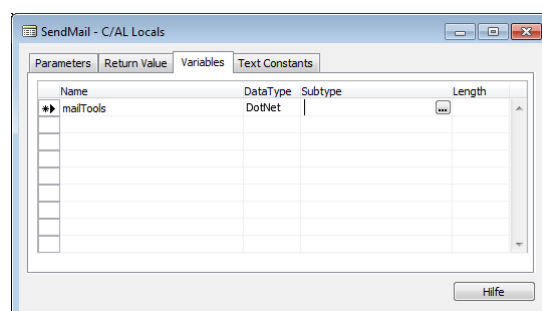 SendMail - C/AL Locals
Parameters Return Value Variables Text Constants
Name DataType Subtype Length
mailTools DotNet
Hilfe